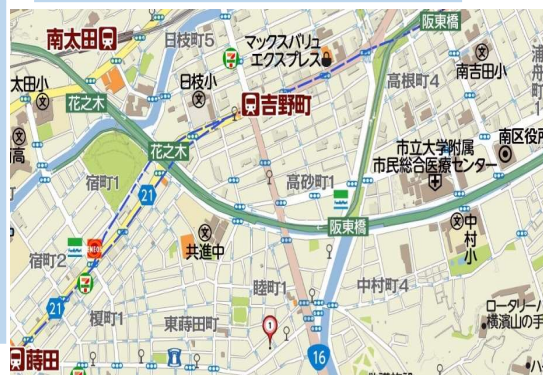 阪東橋
南太田
日枝町5
マックスバリュ
エクスプレス
浦
舟
町
1
太田小
日枝小
高根町4
南吉田小
花之木
吉野町
南区役所
高
花之木
市立大学附属
市民総合医療センター
宿町1
21
高砂町1
阪東橋
中
村
小
共進中
宿町2
睦町1
中村町4
21
榎町1
東蒔田町
ロータリーパ
横濱山の手
1
16
蒔田